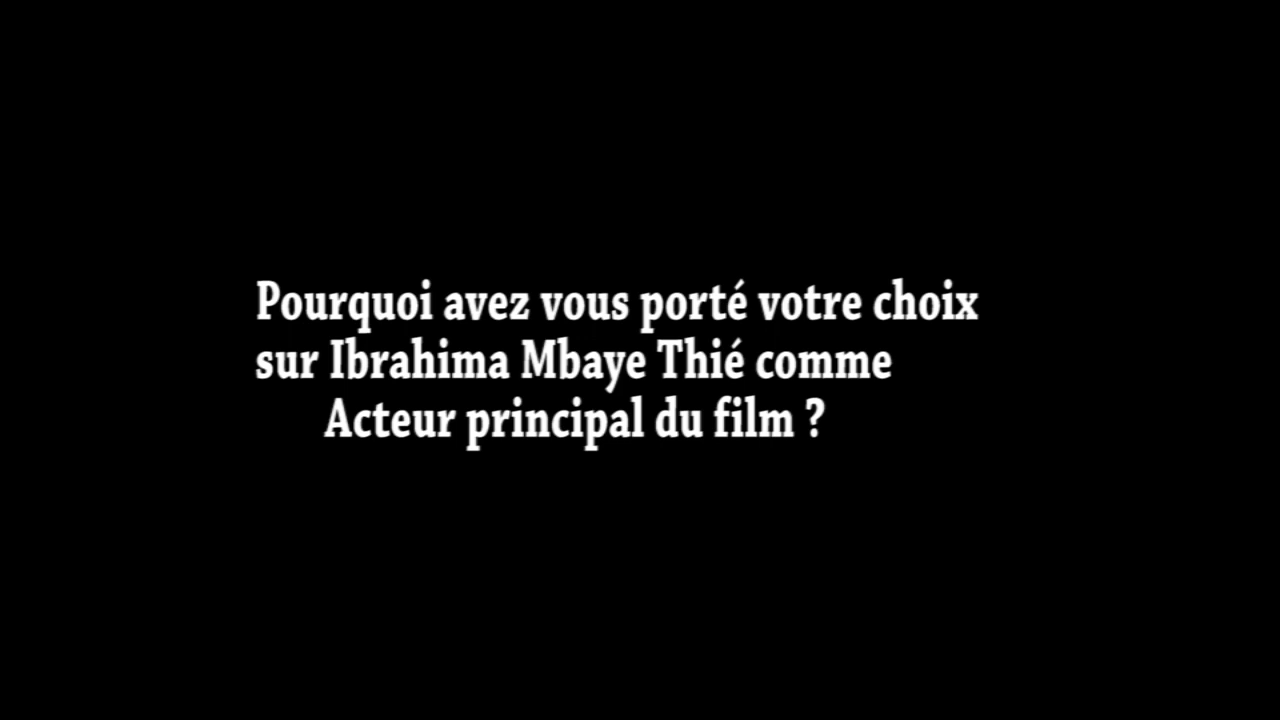 Pourquoi avez vous porté votre choix
sur Ibrahima Mbaye Thié comme
Acteur principal du film ?